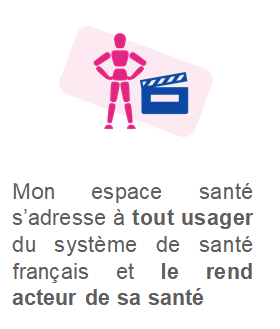 Mon espace santé
s’adresse à tout usager
du système de santé
français et le rend
acteur de sa santé